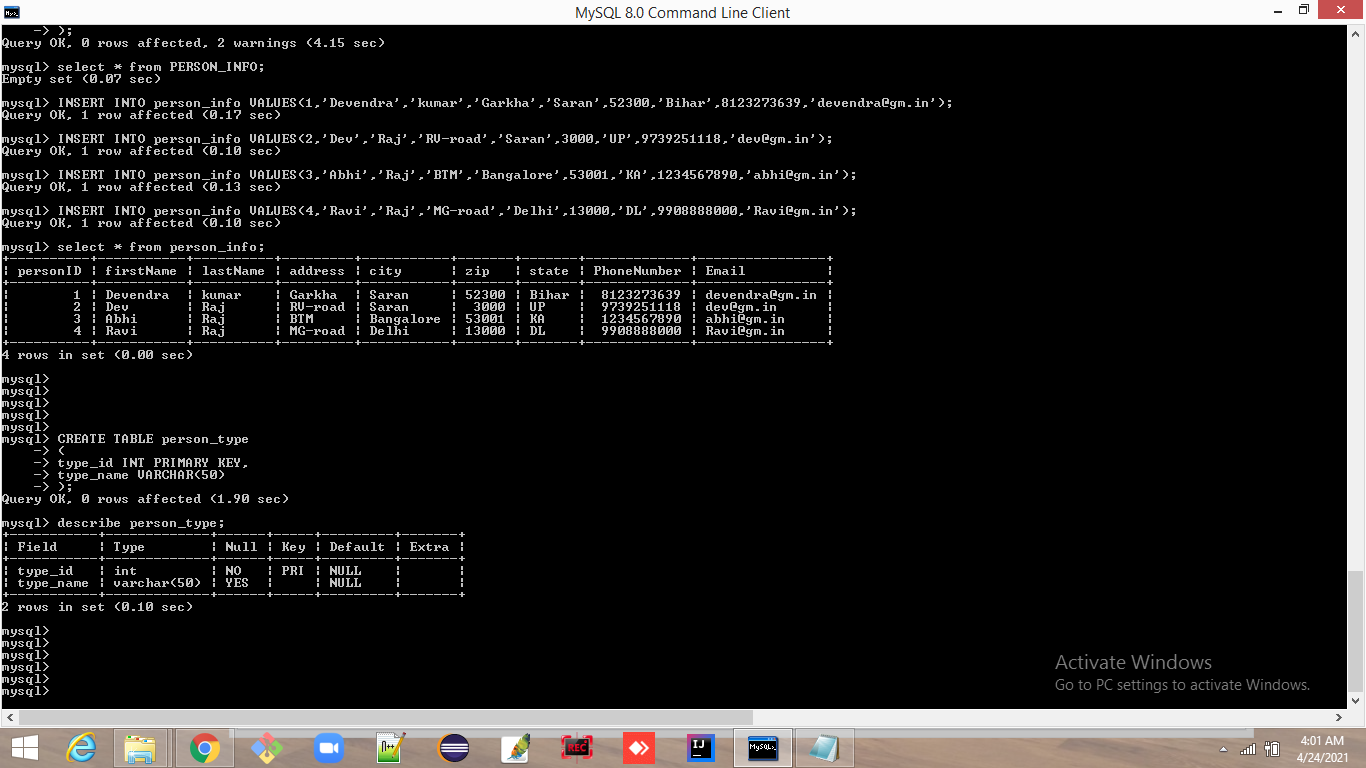 MySQL 8.0 Command Line Client
-> );
Query OK, 0 rows affected, 2 warnings (4.15 sec)
mysql> select * from PERSON_INFO;
Empty set (0.07 sec)
mysql> INSERT INTO person_info VALUES(1,'Devendra','kumar','Garkha','Saran',52300,'Bihar',8123273639,'devendra@gm.in');
Query OK, 1 row affected (0.17 sec)
mysql> INSERT INTO person_info VALUES(2,'Dev','Raj','RV-road','Saran',3000,'UP',9739251118,'dev@gm.in');
Query OK, 1 row affected (0.10 sec)
mysql> INSERT INTO person_info VALUES(3,'Abhi','Raj','BTM','Bangalore',53001,'KA',1234567890,'abhi@gm.in');
Query OK, 1 row affected (0.13 sec)
mysql> INSERT INTO person_info VALUES(4,'Ravi','Raj','MG-road','Delhi',13000,'DL',9908888000,'Ravi@gm.in');
Query OK, 1 row affected (0.10 sec)
mysql> select * from person_info;
| personID | firstName | lastName | address | city | zip | state | PhoneNumber | Email |
| 1 | Devendra | kumar | Garkha | Saran | 52300 | Bihar | 8123273639 | devendra@gm.in |
| 2 | Dev | Raj | RV-road | Saran | 3000 | UP | 9739251118 | dev@gm.in |
| 3 | Abhi | Raj | BTM | Bangalore | 53001 | KA | 1234567890 | abhi@gm.in |
| 4 | Ravi | Raj | MG-road | Delhi | 13000 | DL | 9908888000 | Ravi@gm.in |
4 rows in set (0.00 sec)
mysql>
mysql>
mysql>
mysql>
mysql>
mysql> CREATE TABLE person_type
-> (
-> type_id INT PRIMARY KEY,
-> type_name VARCHAR(50)
-> );
Query OK, 0 rows affected (1.90 sec)
mysql> describe person_type;
| Field | Type | Null | Key | Default | Extra |
| type_id | int | NO | PRI | NULL | |
| type_name | varchar(50) | YES | | NULL | |
2 rows in set (0.10 sec)
mysql>
mysql>
mysql>
mysql>
mysql>
mysql>
Activate Windows
Go to PC settings to activate Windows.
REC
IJ
MySQL
4:01 AM
4/24/2021